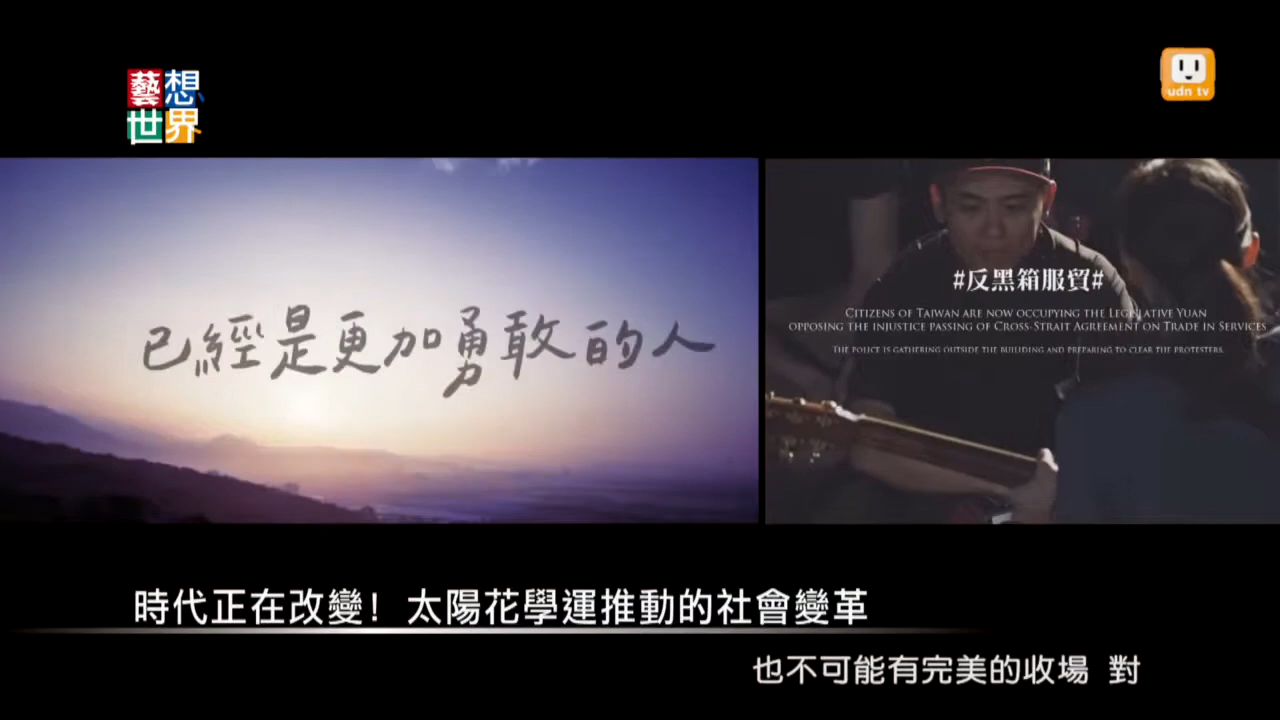 藝想
世界
udn tv
已經是更加勇敢的人
#反黑箱服貿#
CITIZENS OF TAIWAN ARE NOW OCCUPYING THE LEGISLATIVE YUAN
OPPOSING THE INJUSTICE PASSING OF CROSS-STRAIT AGREEMENT ON TRADE IN SERVICES
THE POLICE IS GATHERING OUTSIDE THE BUILDING AND PREPARING TO CLEAR THE PROTESTERS.
時代正在改變！太陽花學運推動的社會變革
也不可能有完美的收場 對